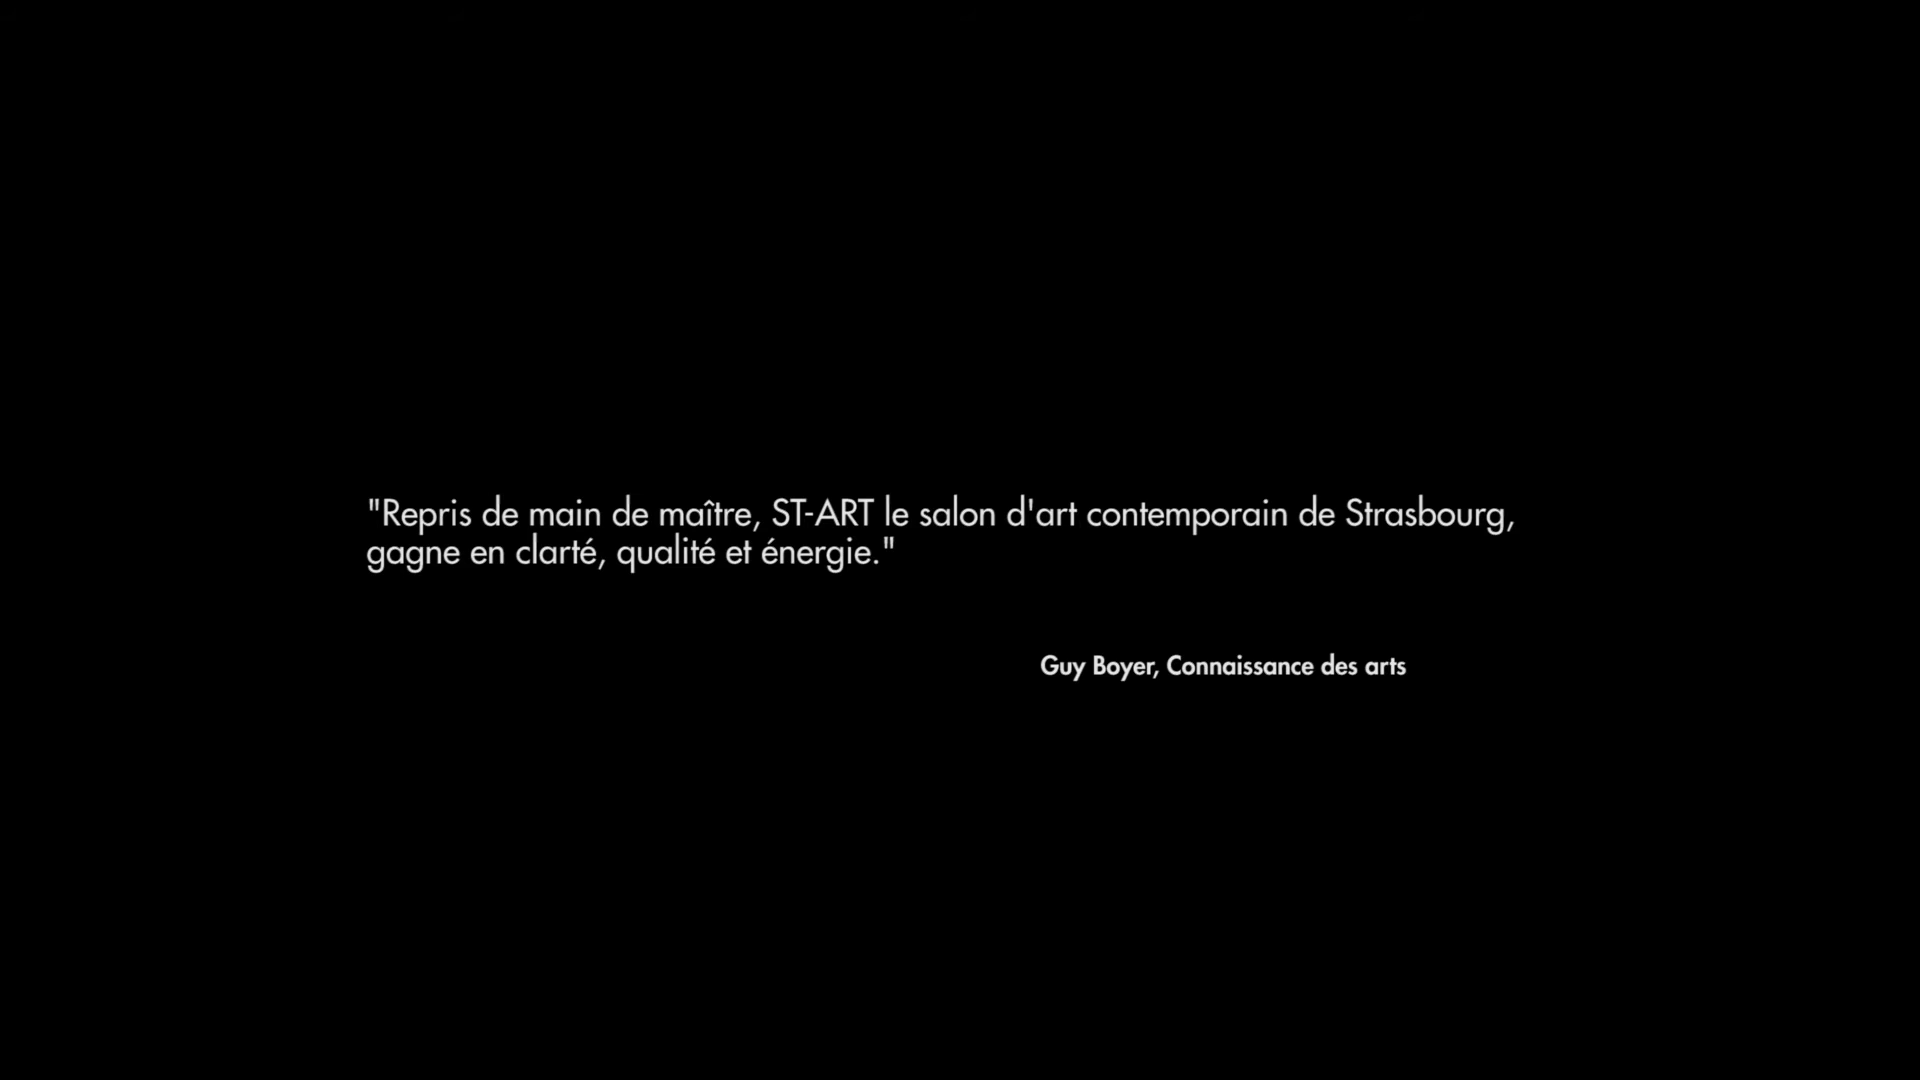 "Repris de main de maître, ST-ART le salon d'art contemporain de Strasbourg,
gagne en clarté, qualité et énergie."
Guy Boyer, Connaissance des arts